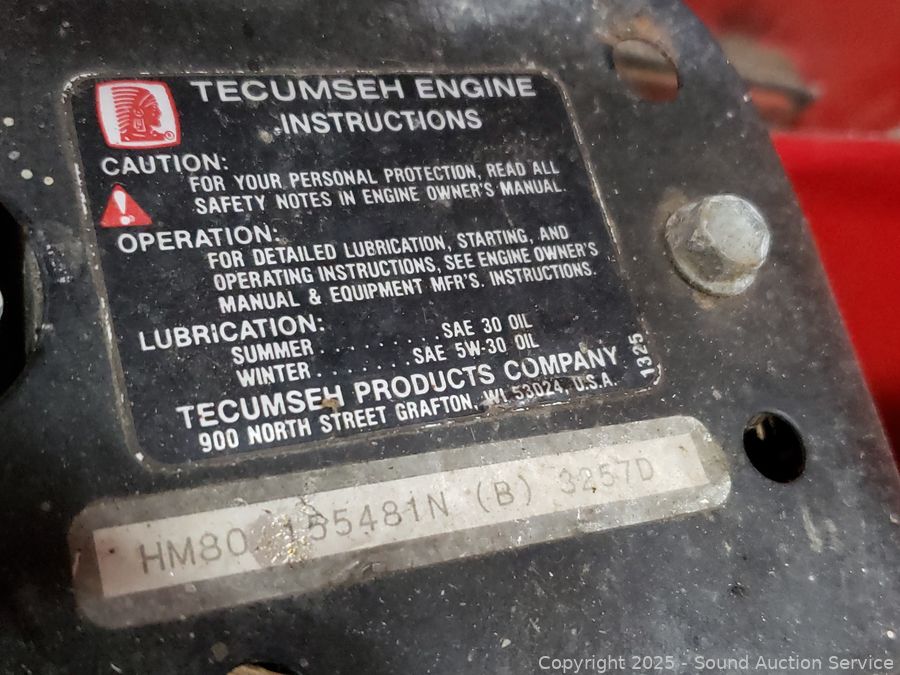 TECUMSEH ENGINE
INSTRUCTIONS
CAUTION:
FOR YOUR PERSONAL PROTECTION, READ ALL
SAFETY NOTES IN ENGINE OWNER'S MANUAL.
OPERATION:
FOR DETAILED LUBRICATION, STARTING, AND
OPERATING INSTRUCTIONS, SEE ENGINE OWNER'S
MANUAL & EQUIPMENT MFR'S. INSTRUCTIONS.
LUBRICATION:
SUMMER . . . . . . . . . . SAE 30 OIL
WINTER . . . . . . . SAE 5W-30 OIL
TECUMSEH PRODUCTS COMPANY
900 NORTH STREET GRAFTON, WI 53024, U.S.A.
1325
HM80 155481N (B) 3257D
Copyright 2025 - Sound Auction Service